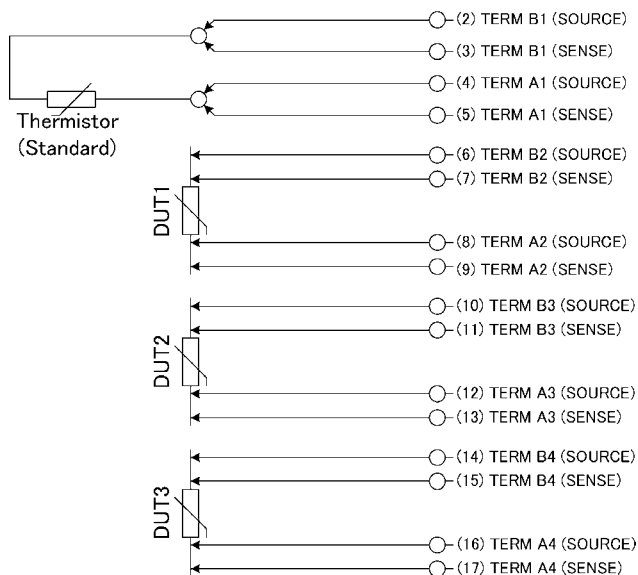 (2) TERM B1 (SOURCE)
(3) TERM B1 (SENSE)
(4) TERM A1 (SOURCE)
(5) TERM A1 (SENSE)
Thermistor
(Standard)
(6) TERM B2 (SOURCE)
(7) TERM B2 (SENSE)
DUT1
(8) TERM A2 (SOURCE)
(9) TERM A2 (SENSE)
(10) TERM B3 (SOURCE)
(11) TERM B3 (SENSE)
DUT2
(12) TERM A3 (SOURCE)
(13) TERM A3 (SENSE)
(14) TERM B4 (SOURCE)
(15) TERM B4 (SENSE)
DUT3
(16) TERM A4 (SOURCE)
(17) TERM A4 (SENSE)